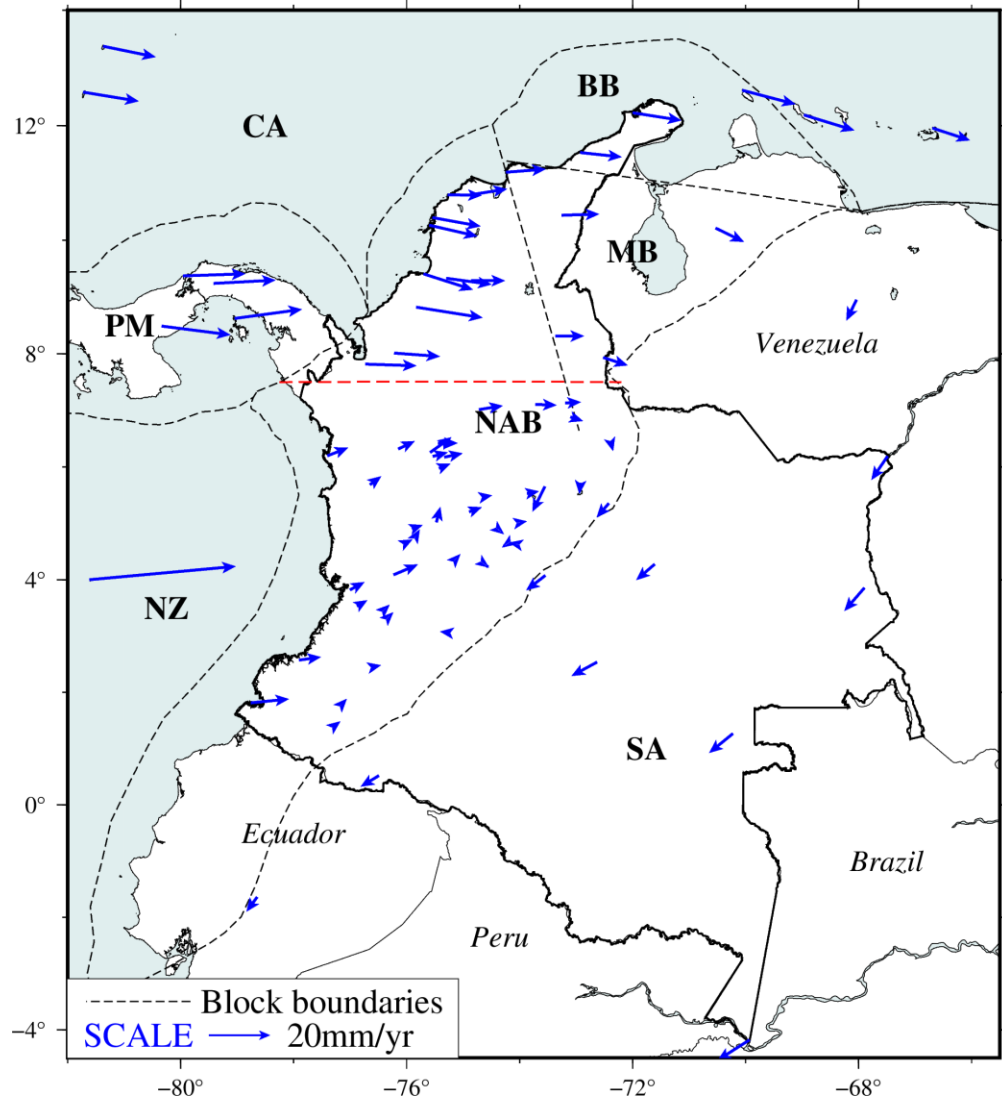 BB
12°
CA
MB
PM
Venezuela
8°
NAB
4°
NZ
SA
0°
Ecuador
Brazil
Peru
Block boundaries
SCALE 20mm/yr
−4°
−80° −76° −72° −68°